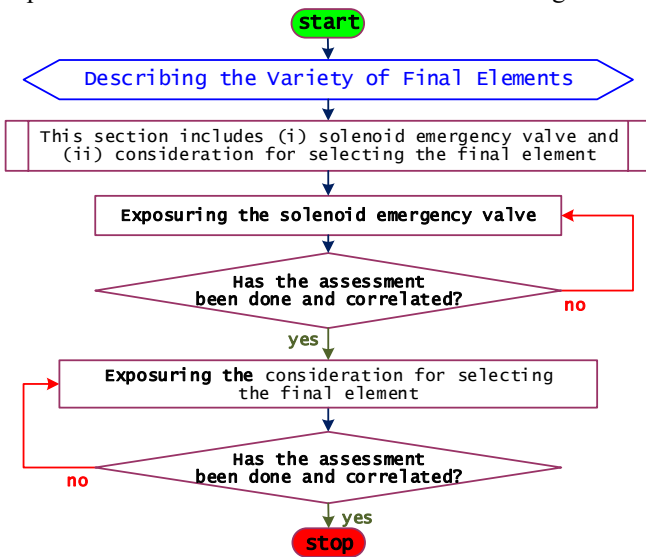 start
Describing the Variety of Final Elements
This section includes (i) solenoid emergency valve and
(ii) consideration for selecting the final element
Exposuring the solenoid emergency valve
Has the assessment
been done and correlated?
no
yes
Exposuring the consideration for selecting
the final element
Has the assessment
been done and correlated?
no
yes
stop